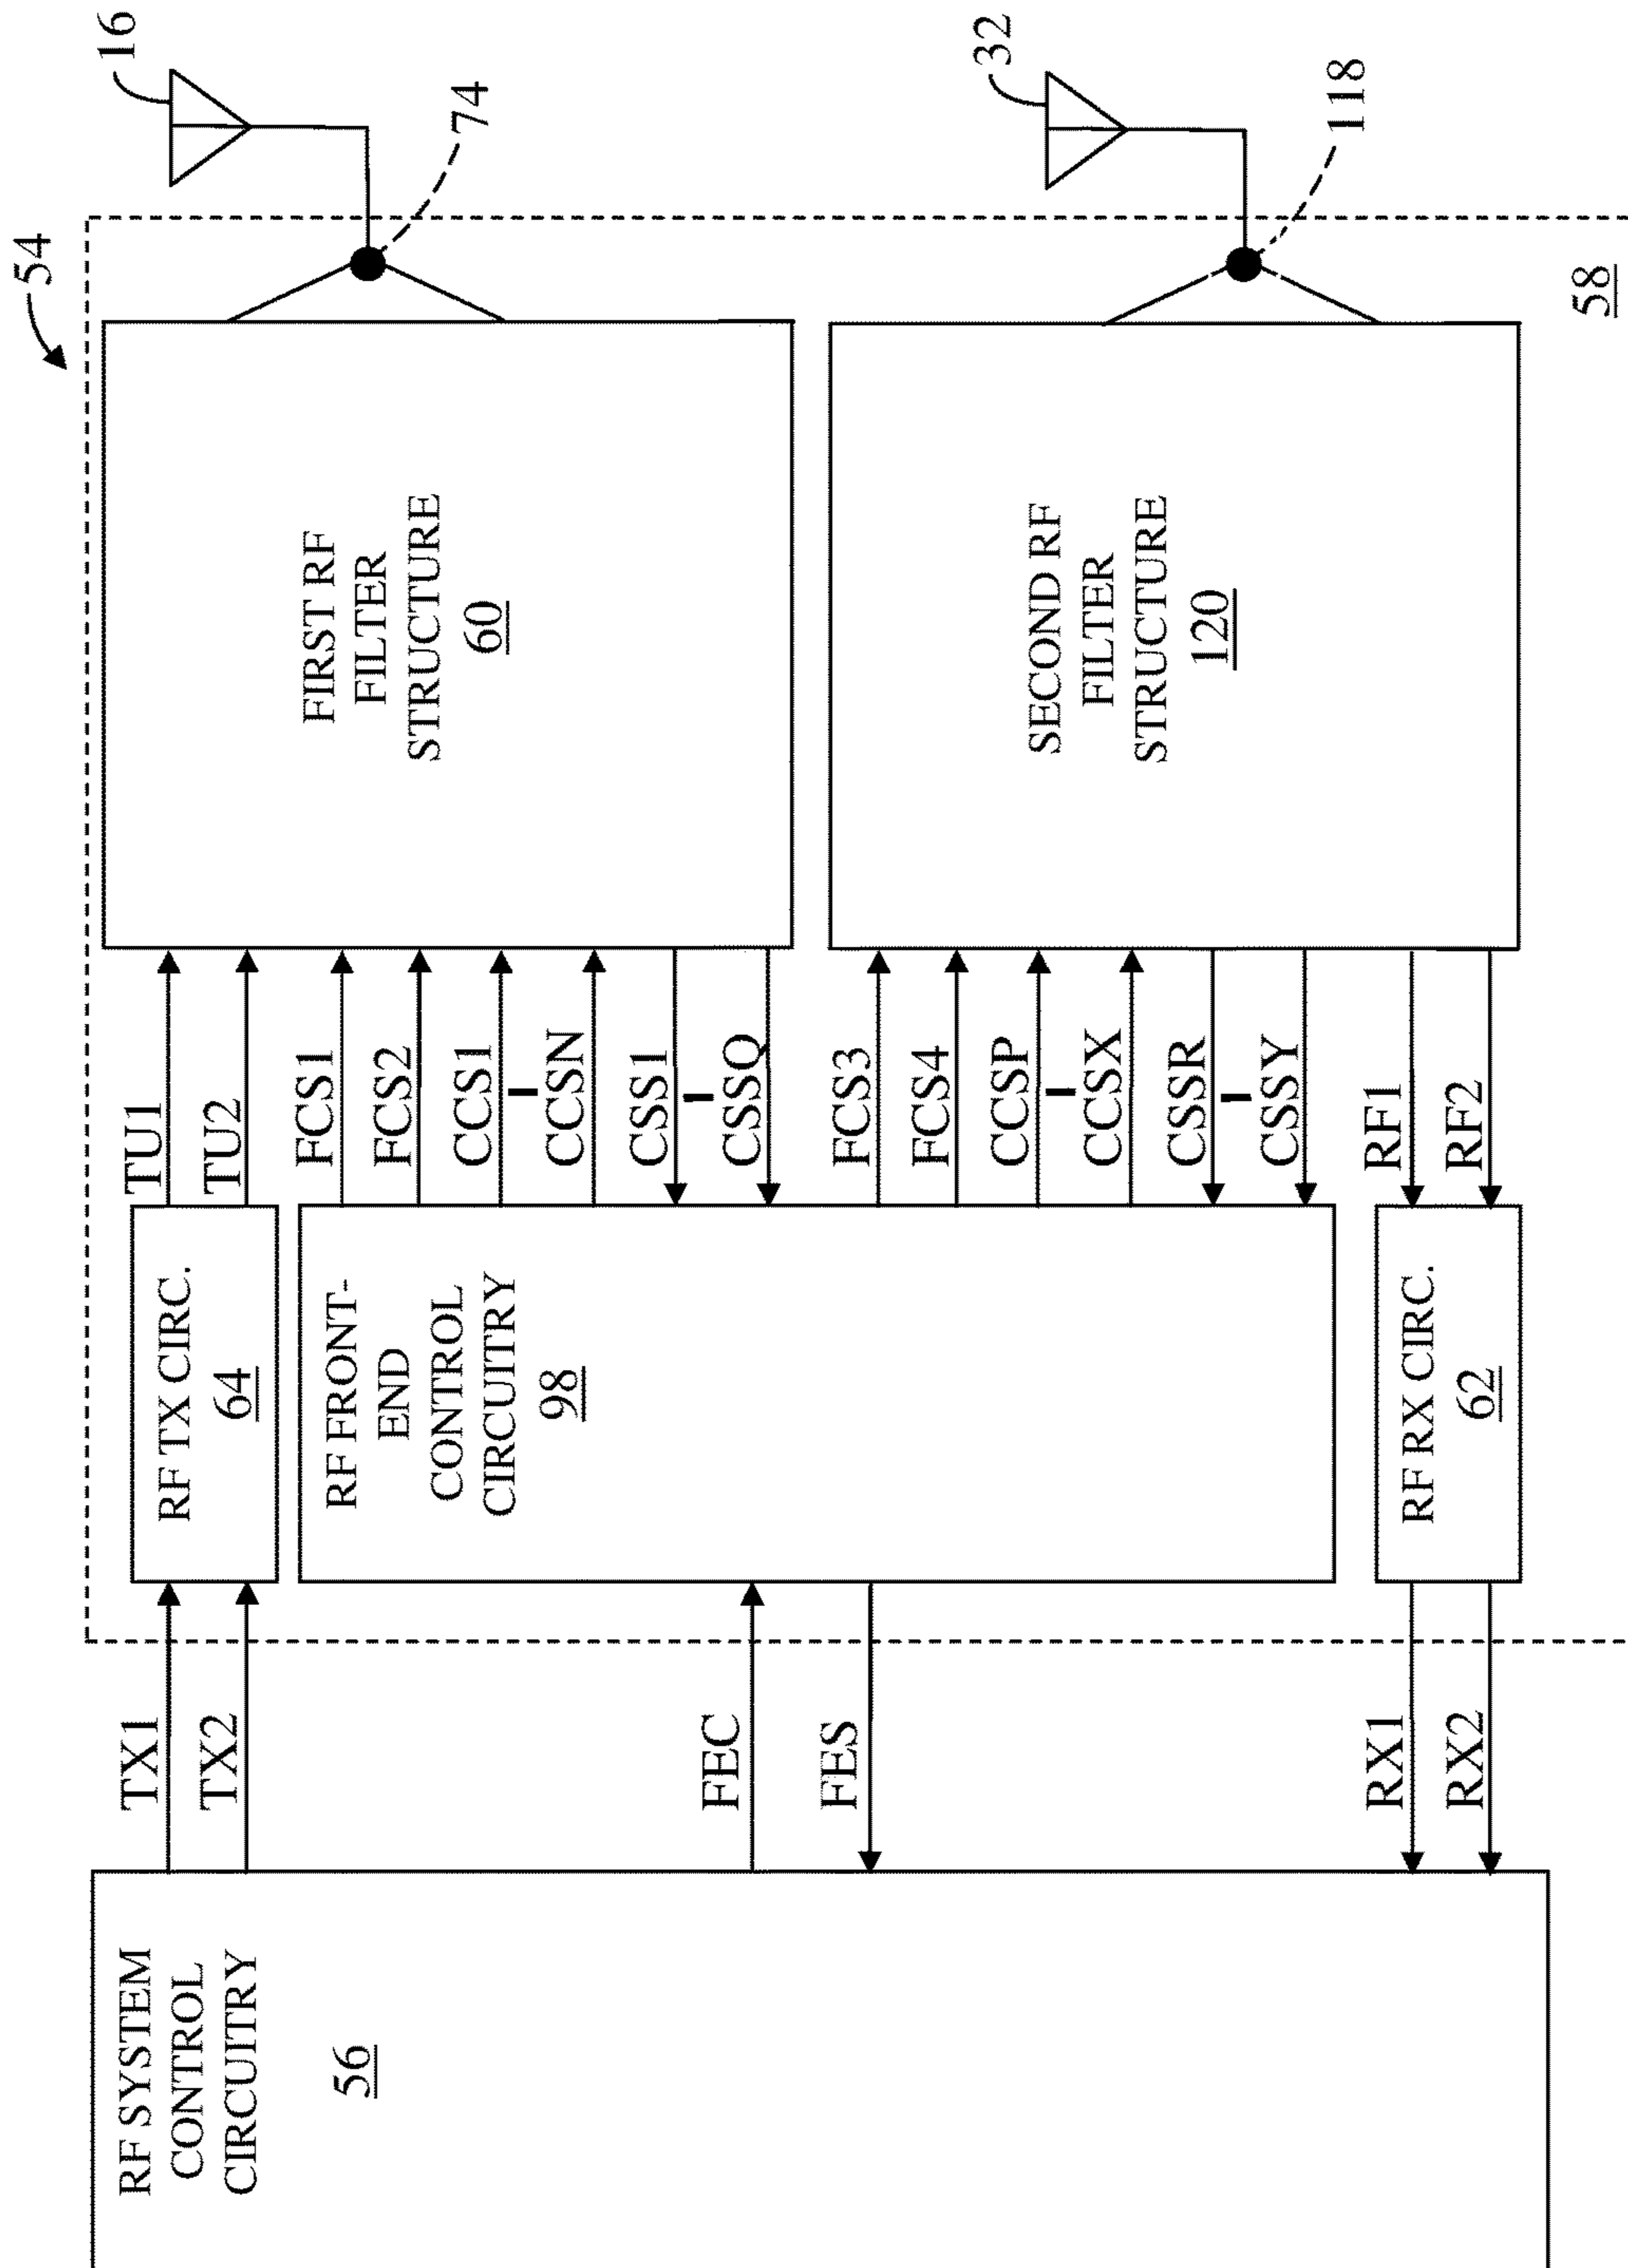 54
RF SYSTEM
CONTROL
CIRCUITRY
56
TX1
TX2
FEC
FES
RX1
RX2
RF TX CIRC.
64
RF FRONT-
END
CONTROL
CIRCUITRY
98
RF RX CIRC.
62
TU1
TU2
FCS1
FCS2
CCS1
CCSN
CSS1
CSSQ
FCS3
FCS4
CCSP
CCSX
CSSR
CSSY
RF1
RF2
FIRST RF
FILTER
STRUCTURE
60
SECOND RF
FILTER
STRUCTURE
120
16
74
32
118
58